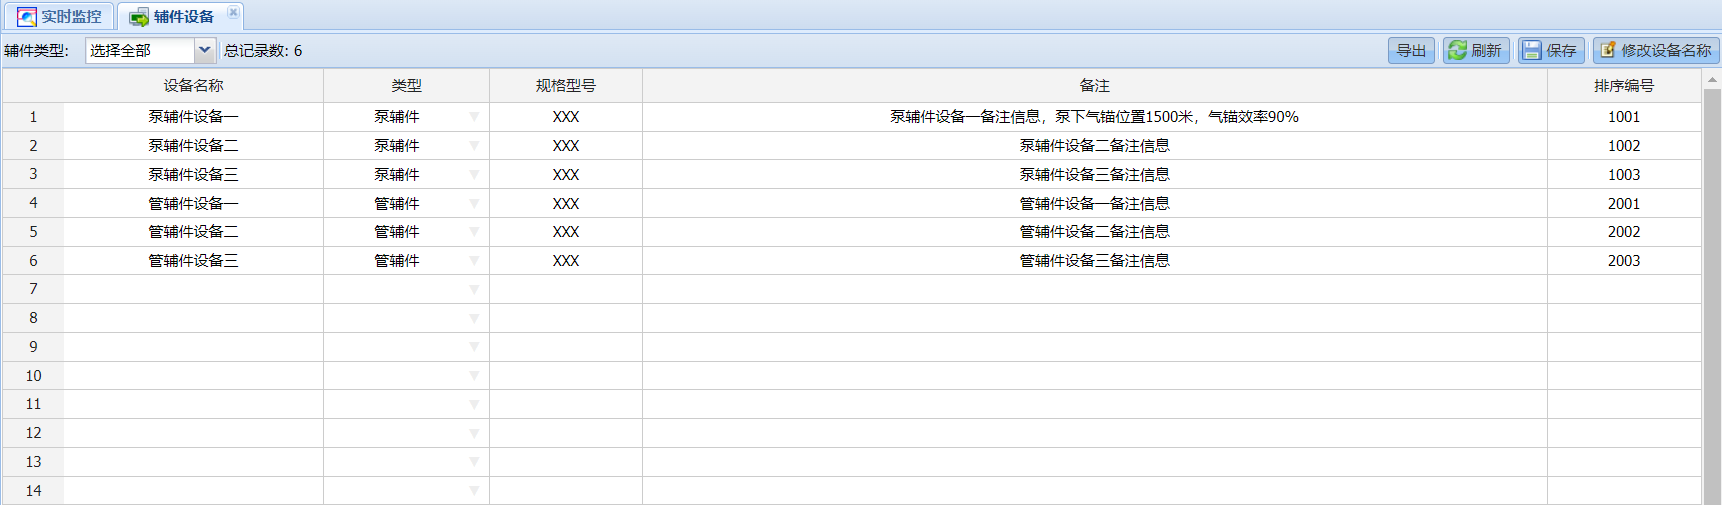 实时监控 辅件设备
辅件类型: 选择全部 总记录数: 6 导出 刷新 保存 修改设备名称
设备名称 类型 规格型号 备注 排序编号
1 泵辅件设备一 泵辅件 XXX 泵辅件设备一备注信息，泵下气锚位置1500米，气锚效率90% 1001
2 泵辅件设备二 泵辅件 XXX 泵辅件设备二备注信息 1002
3 泵辅件设备三 泵辅件 XXX 泵辅件设备三备注信息 1003
4 管辅件设备一 管辅件 XXX 管辅件设备一备注信息 2001
5 管辅件设备二 管辅件 XXX 管辅件设备二备注信息 2002
6 管辅件设备三 管辅件 XXX 管辅件设备三备注信息 2003
7
8
9
10
11
12
13
14